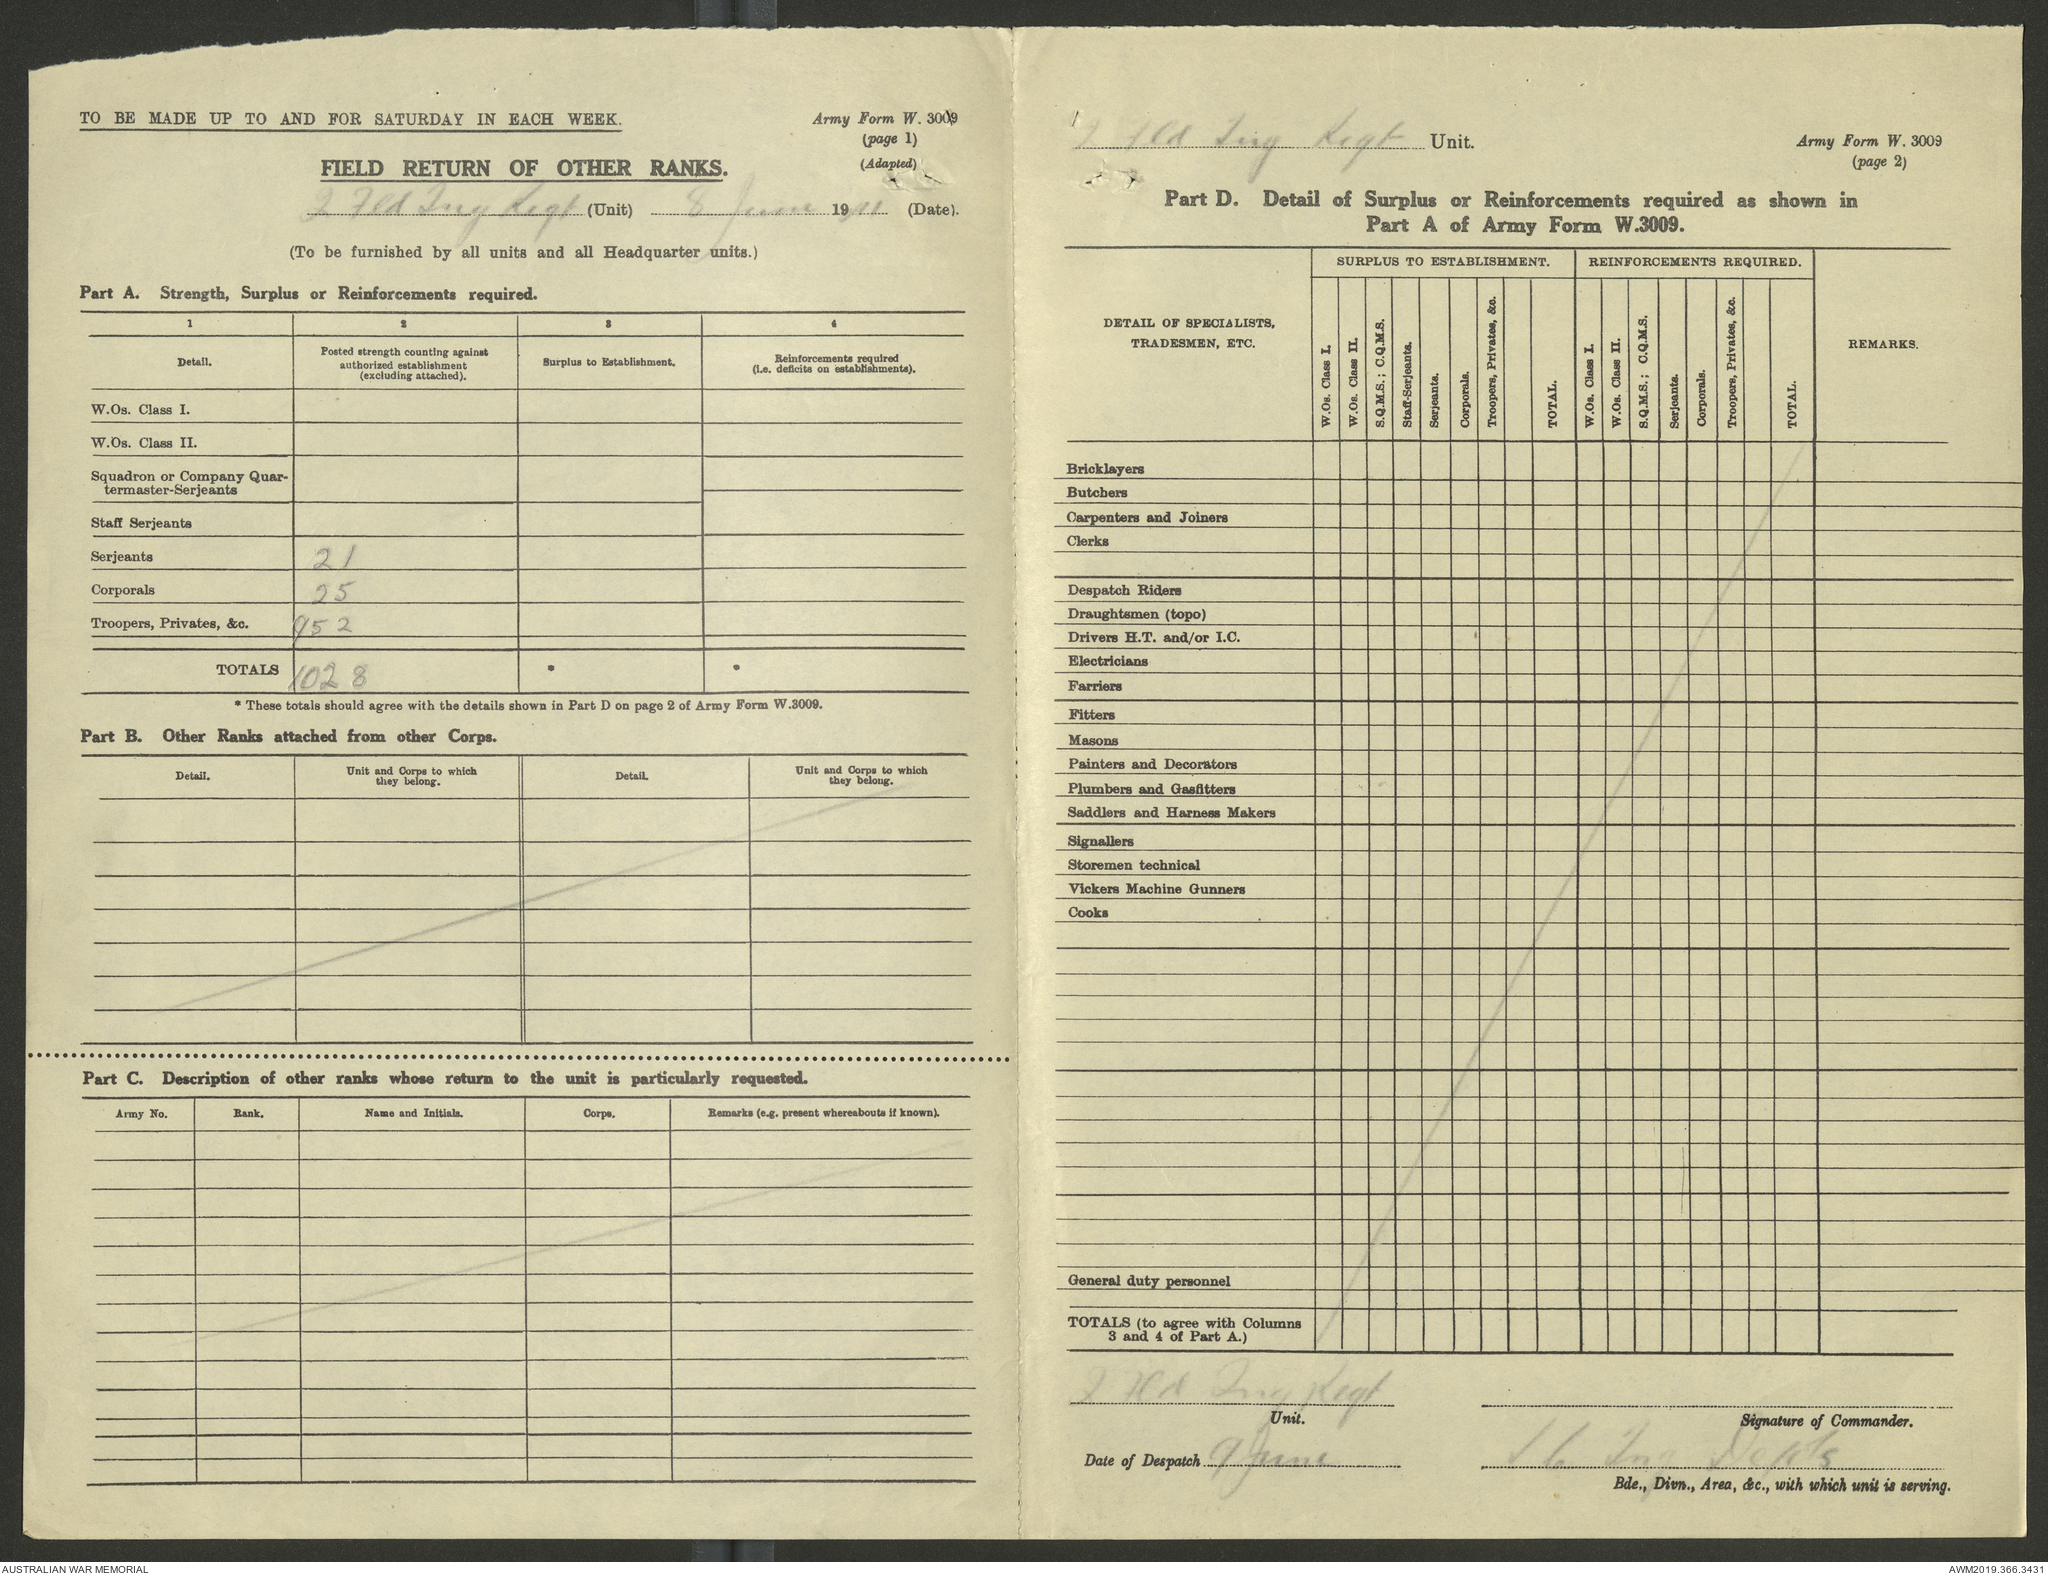 TO BE MADE UP TO AND FOR SATURDAY IN EACH WEEK.
Army Form W. 3009
(page 1)
(Adapted)
FIELD RETURN OF OTHER RANKS.
2 Fld Trg Regt (Unit) 8 June 1941 (Date).
(To be furnished by all units and all Headquarter units.)
Part A. Strength, Surplus or Reinforcements required.
1 2 3 4
Detail.
Posted strength counting against
authorized establishment
(excluding attached).
Surplus to Establishment.
Reinforcements required
(i.e. deficits on establishments).
W.Os. Class I.
W.Os. Class II.
Squadron or Company Quar-
termaster-Serjeants
Staff Serjeants
Serjeants 21
Corporals 25
Troopers, Privates, &c. 952
TOTALS 1028 * *
* These totals should agree with the details shown in Part D on page 2 of Army Form W.3009.
Part B. Other Ranks attached from other Corps.
Detail.
Unit and Corps to which
they belong.
Detail.
Unit and Corps to which
they belong.
Part C. Description of other ranks whose return to the unit is particularly requested.
Army No. Rank. Name and Initials. Corps. Remarks (e.g. present whereabouts if known).
2 Fld Trg Regt Unit.
Army Form W. 3009
(page 2)
Part D. Detail of Surplus or Reinforcements required as shown in
Part A of Army Form W.3009.
DETAIL OF SPECIALISTS,
TRADESMEN, ETC.
SURPLUS TO ESTABLISHMENT.
W.Os. Class I.
W.Os. Class II.
S.Q.M.S.; C.Q.M.S.
Staff-Serjeants.
Serjeants.
Corporals.
Troopers, Privates, &c.
TOTAL.
REINFORCEMENTS REQUIRED.
W.Os. Class I.
W.Os. Class II.
S.Q.M.S.; C.Q.M.S.
Serjeants.
Corporals.
Troopers, Privates, &c.
TOTAL.
REMARKS.
Bricklayers
Butchers
Carpenters and Joiners
Clerks
Despatch Riders
Draughtsmen (topo)
Drivers H.T. and/or I.C.
Electricians
Farriers
Fitters
Masons
Painters and Decorators
Plumbers and Gasfitters
Saddlers and Harness Makers
Signallers
Storemen technical
Vickers Machine Gunners
Cooks
General duty personnel
TOTALS (to agree with Columns
3 and 4 of Part A.)
2 Fld Trg Regt
Unit.
Signature of Commander.
Date of Despatch 9 June
Trg Depots
Bde., Divn., Area, &c., with which unit is serving.
AUSTRALIAN WAR MEMORIAL
AWM2019.366.3431